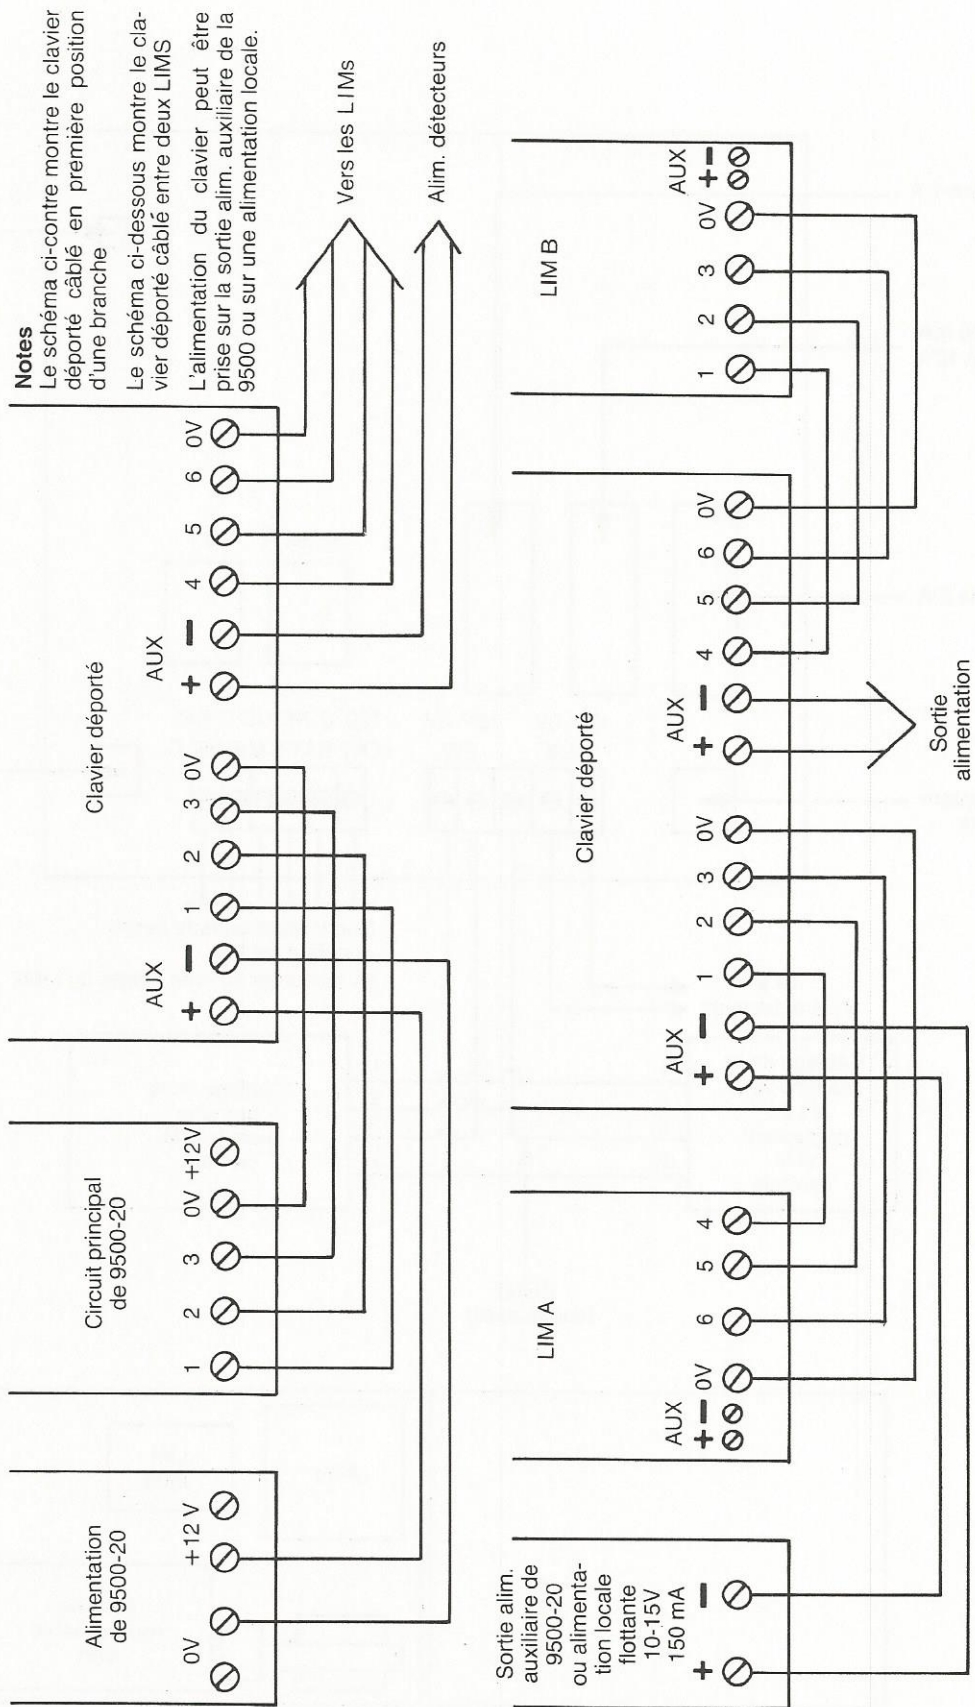 Alimentation
de 9500-20
0V
+12 V
Circuit principal
de 9500-20
1
2
3
0V
+12V
Clavier déporté
AUX
+
−
1
2
3
0V
AUX
+
−
4
5
6
0V
Vers les LIMs
Alim. détecteurs
Notes
Le schéma ci-contre montre le clavier
déporté câblé en première position
d'une branche
Le schéma ci-dessous montre le cla-
vier déporté câblé entre deux LIMS
L'alimentation du clavier peut être
prise sur la sortie alim. auxiliaire de la
9500 ou sur une alimentation locale.
Sortie alim.
auxiliaire de
9500-20
ou alimenta-
tion locale
flottante
10-15V
150 mA
+
−
LIM A
AUX
+ −
0V
6
5
4
Clavier déporté
AUX
+
−
1
2
3
0V
AUX
+
−
4
5
6
0V
Sortie
alimentation
LIM B
1
2
3
0V
AUX
+ −